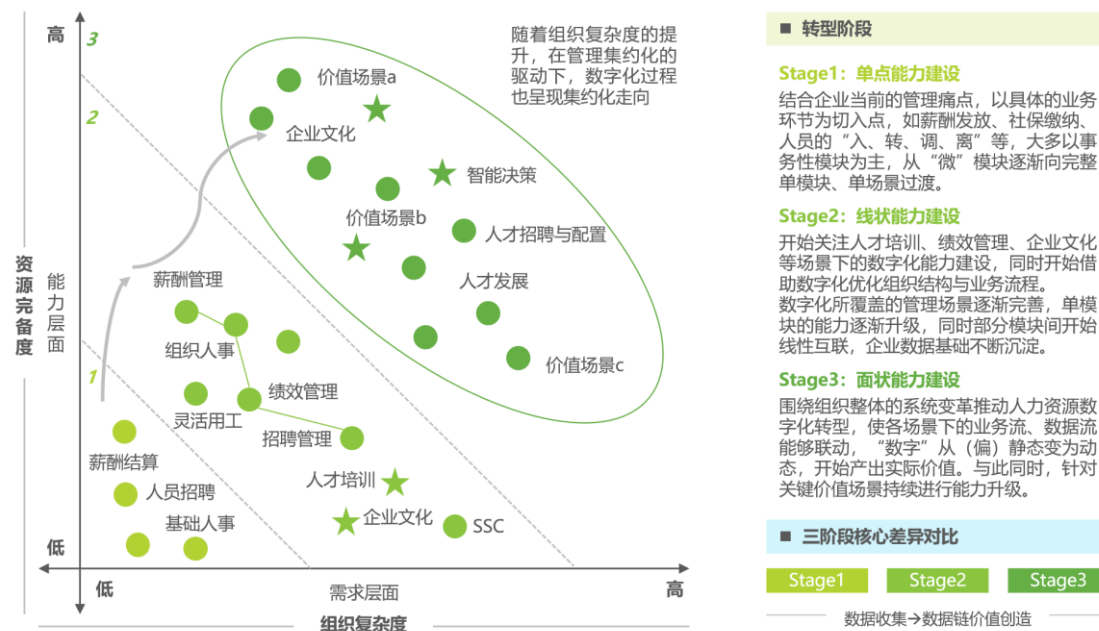 高
3
2
1
低
资源完备度
能力层面
随着组织复杂度的提
升，在管理集约化的
驱动下，数字化过程
也呈现集约化走向
价值场景a
企业文化
智能决策
价值场景b
人才招聘与配置
人才发展
价值场景c
薪酬管理
组织人事
绩效管理
灵活用工
招聘管理
薪酬结算
人才培训
人员招聘
企业文化
SSC
基础人事
低
需求层面
高
组织复杂度
■ 转型阶段
Stage1：单点能力建设
结合企业当前的管理痛点，以具体的业务
环节为切入点，如薪酬发放、社保缴纳、
人员的“入、转、调、离”等，大多以事
务性模块为主，从“微”模块逐渐向完整
单模块、单场景过渡。
Stage2：线状能力建设
开始关注人才培训、绩效管理、企业文化
等场景下的数字化能力建设，同时开始借
助数字化优化组织结构与业务流程。
数字化所覆盖的管理场景逐渐完善，单模
块的能力逐渐升级，同时部分模块间开始
线性互联，企业数据基础不断沉淀。
Stage3：面状能力建设
围绕组织整体的系统变革推动人力资源数
字化转型，使各场景下的业务流、数据流
能够联动，“数字”从（偏）静态变为动
态，开始产出实际价值。与此同时，针对
关键价值场景持续进行能力升级。
■ 三阶段核心差异对比
Stage1
Stage2
Stage3
数据收集→数据链价值创造